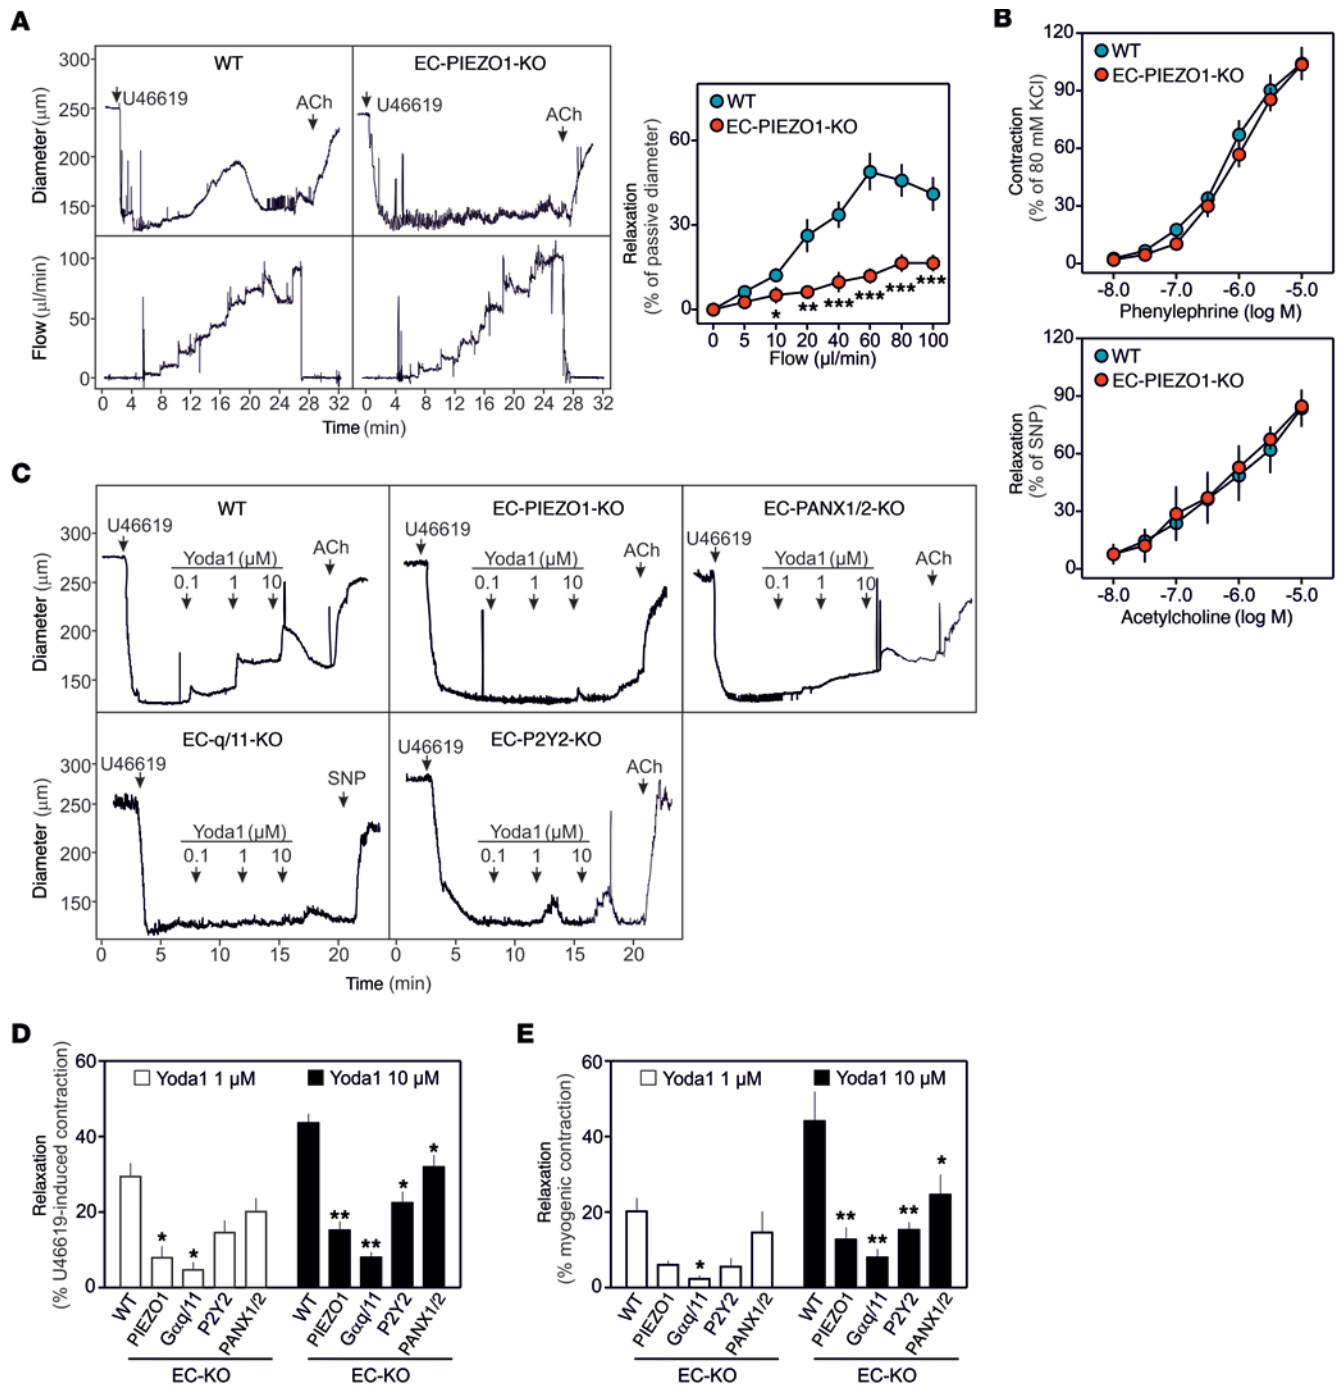 A
WT
EC-PIEZO1-KO
U46619
ACh
U46619
ACh
300
250
200
150
Diameter (μm)
100
50
0
Flow (μl/min)
0 4 8 12 16 20 24 28 32
0 4 8 12 16 20 24 28 32
Time (min)
WT
EC-PIEZO1-KO
60
30
0
Relaxation
(% of passive diameter)
* ** *** *** *** ***
0 5 10 20 40 60 80 100
Flow (μl/min)
B
WT
EC-PIEZO1-KO
120
90
60
30
0
Contraction
(% of 80 mM KCl)
-8.0 -7.0 -6.0 -5.0
Phenylephrine (log M)
WT
EC-PIEZO1-KO
120
90
60
30
0
Relaxation
(% of SNP)
-8.0 -7.0 -6.0 -5.0
Acetylcholine (log M)
C
WT
EC-PIEZO1-KO
EC-PANX1/2-KO
U46619
Yoda1 (μM)
0.1 1 10
ACh
U46619
Yoda1 (μM)
0.1 1 10
ACh
U46619
Yoda1 (μM)
0.1 1 10
ACh
300
250
200
150
Diameter (μm)
EC-q/11-KO
EC-P2Y2-KO
U46619
Yoda1 (μM)
0.1 1 10
SNP
U46619
Yoda1 (μM)
0.1 1 10
ACh
300
250
200
150
Diameter (μm)
0 5 10 15 20
0 5 10 15 20
Time (min)
D
60
40
20
0
Relaxation
(% U46619-induced contraction)
Yoda1 1 μM
Yoda1 10 μM
* * ** ** * *
WT PIEZO1 Gαq/11 P2Y2 PANX1/2
WT PIEZO1 Gαq/11 P2Y2 PANX1/2
EC-KO
EC-KO
E
60
40
20
0
Relaxation
(% myogenic contraction)
Yoda1 1 μM
Yoda1 10 μM
* ** ** ** *
WT PIEZO1 Gαq/11 P2Y2 PANX1/2
WT PIEZO1 Gαq/11 P2Y2 PANX1/2
EC-KO
EC-KO